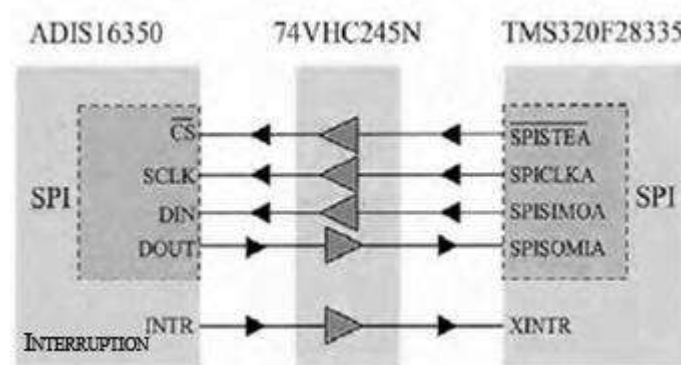 ADIS16350 74VHC245N TMS320F28335
CS SPISTEA
SCLK SPICLKA
SPI SPI
DIN SPISIMOA
DOUT SPISOMIA
INTR XINTR
INTERRUPTION